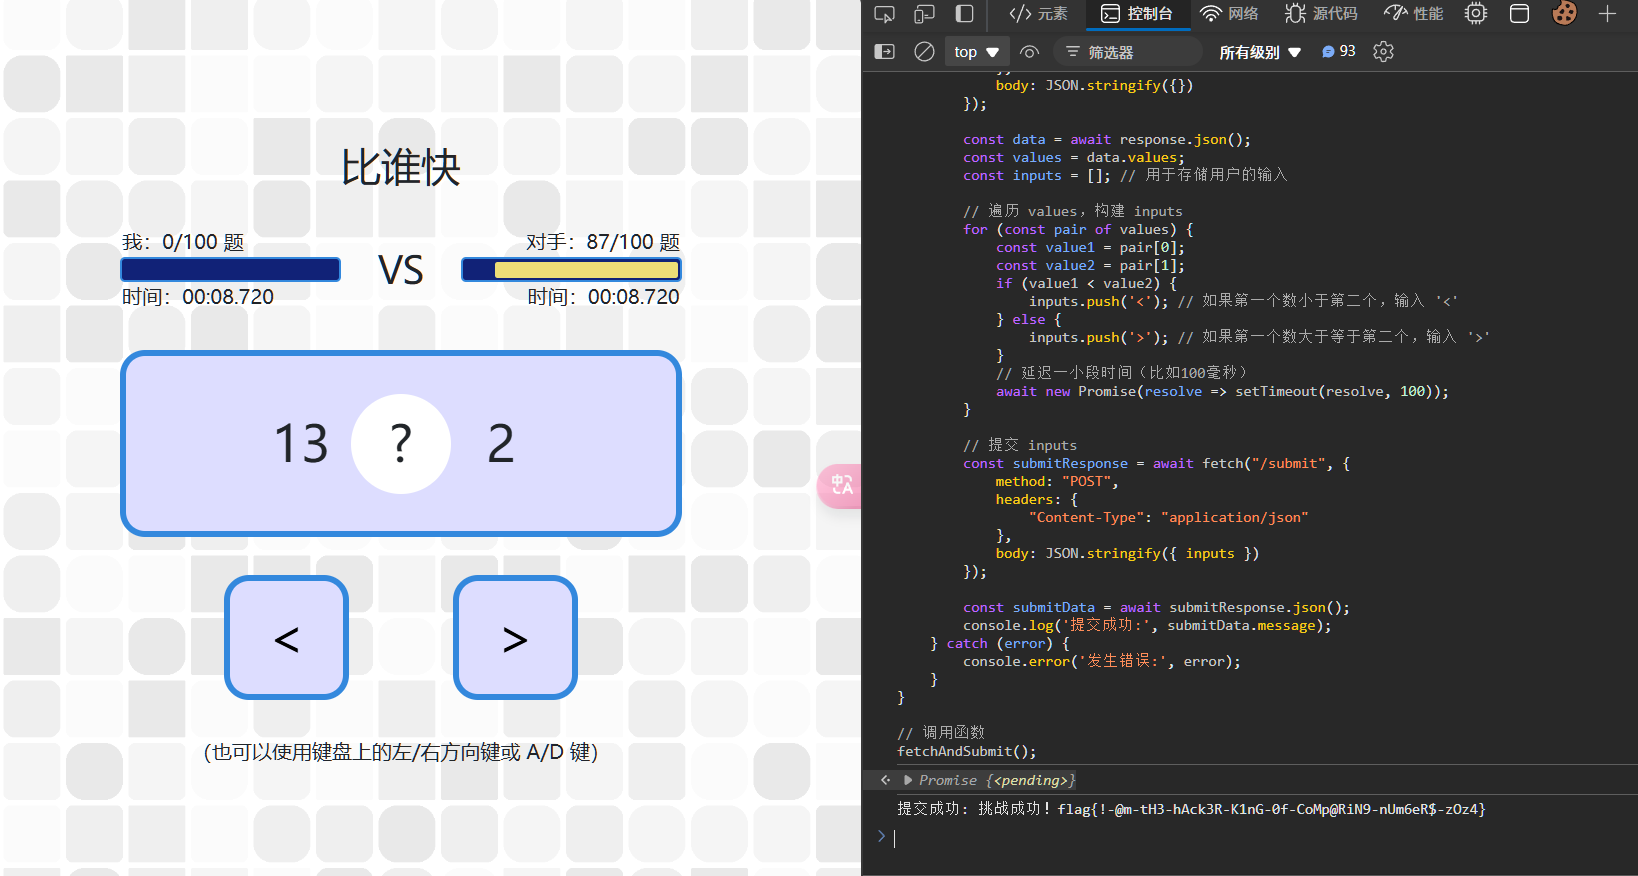 比谁快
我：0/100 题
对手：87/100 题
VS
时间：00:08.720
时间：00:08.720
13 ? 2
<
>
（也可以使用键盘上的左/右方向键或 A/D 键）
中A
元素
控制台
网络
源代码
性能
top
筛选器
所有级别
93
body: JSON.stringify({})
});
const data = await response.json();
const values = data.values;
const inputs = []; // 用于存储用户的输入
// 遍历 values，构建 inputs
for (const pair of values) {
const value1 = pair[0];
const value2 = pair[1];
if (value1 < value2) {
inputs.push('<'); // 如果第一个数小于第二个，输入 '<'
} else {
inputs.push('>'); // 如果第一个数大于等于第二个，输入 '>'
}
// 延迟一小段时间（比如100毫秒）
await new Promise(resolve => setTimeout(resolve, 100));
}
// 提交 inputs
const submitResponse = await fetch("/submit", {
method: "POST",
headers: {
"Content-Type": "application/json"
},
body: JSON.stringify({ inputs })
});
const submitData = await submitResponse.json();
console.log('提交成功:', submitData.message);
} catch (error) {
console.error('发生错误:', error);
}
}
// 调用函数
fetchAndSubmit();
Promise {<pending>}
提交成功: 挑战成功！flag{!-@m-tH3-hAck3R-K1nG-0f-CoMp@RiN9-nUm6eR$-zOz4}